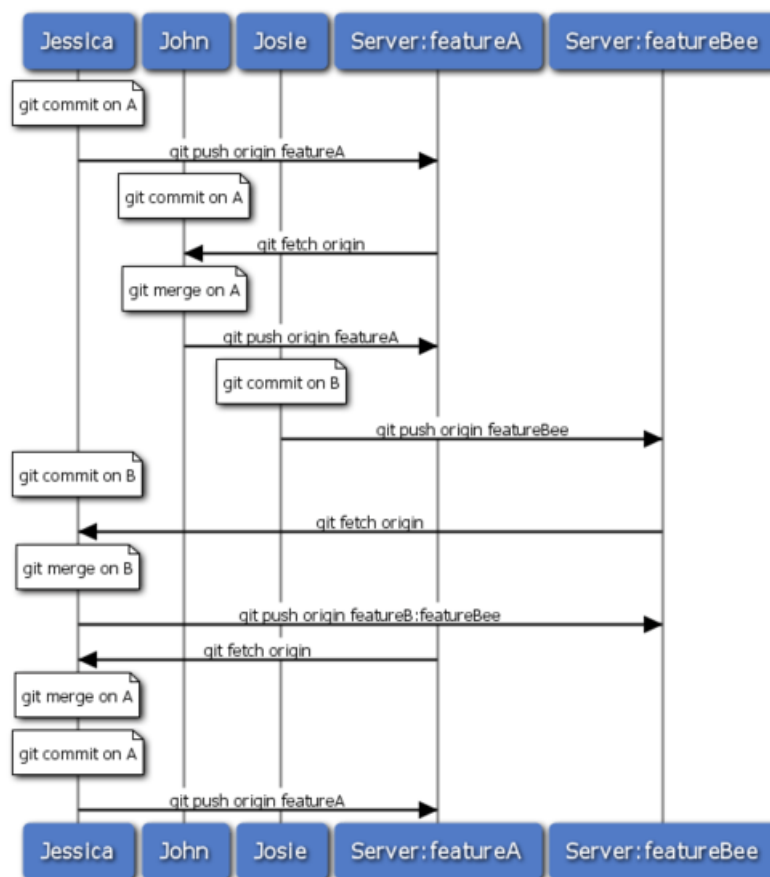 Jessica John Josie Server:featureA Server:featureBee
git commit on A
git push origin featureA
git commit on A
git fetch origin
git merge on A
git push origin featureA
git commit on B
git push origin featureBee
git commit on B
git fetch origin
git merge on B
git push origin featureB:featureBee
git fetch origin
git merge on A
git commit on A
git push origin featureA
Jessica John Josie Server:featureA Server:featureBee